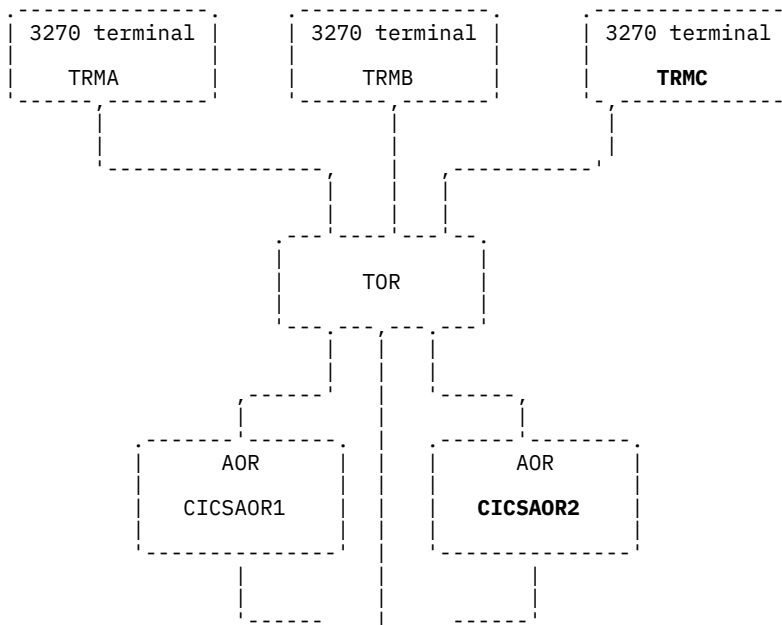 3270 terminal 3270 terminal 3270 terminal
TRMA TRMB TRMC
TOR
AOR AOR
CICSAOR1 CICSAOR2